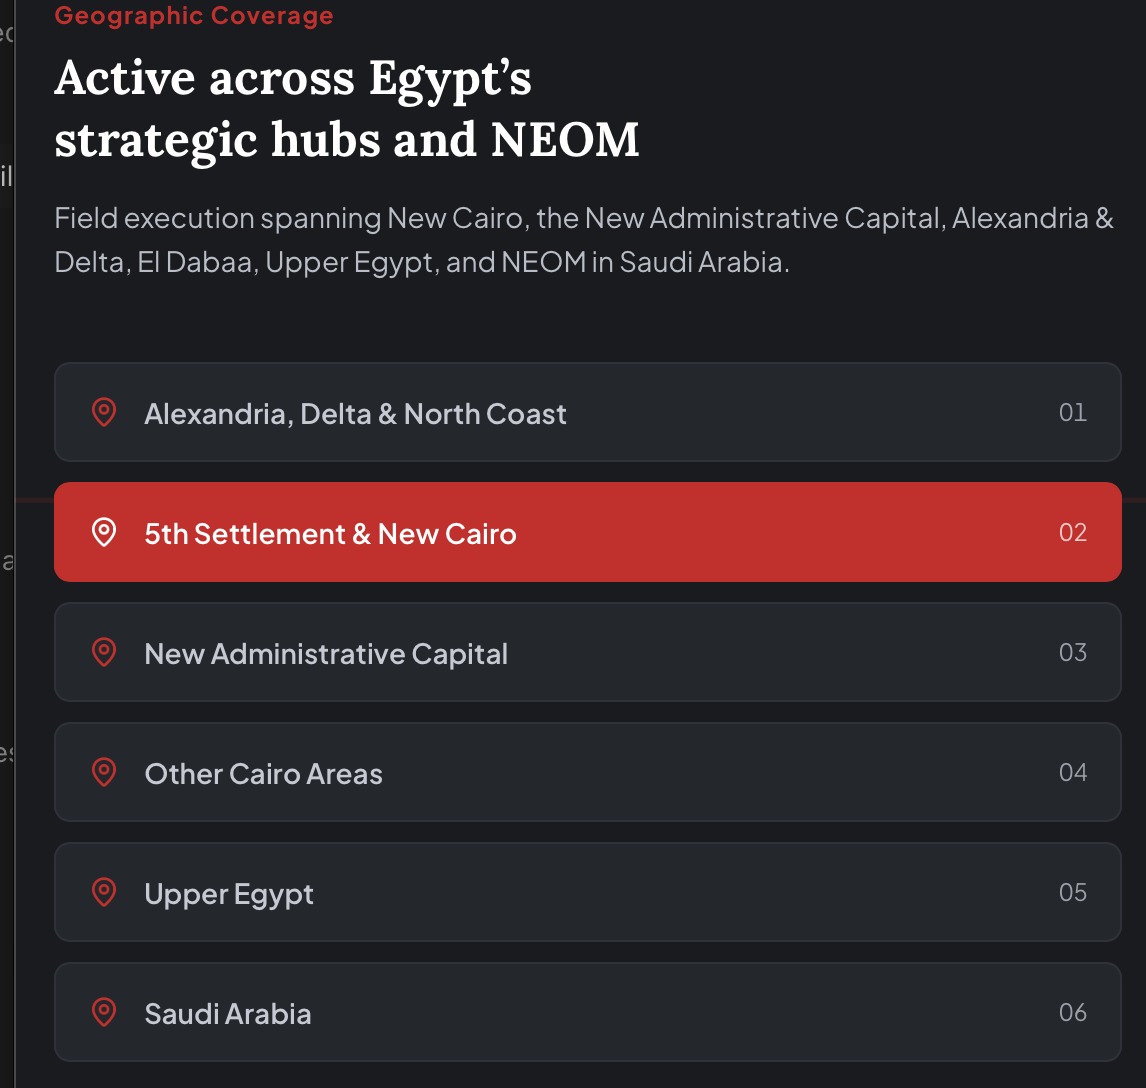 Geographic Coverage
Active across Egypt’s
strategic hubs and NEOM
Field execution spanning New Cairo, the New Administrative Capital, Alexandria &
Delta, El Dabaa, Upper Egypt, and NEOM in Saudi Arabia.
Alexandria, Delta & North Coast 01
5th Settlement & New Cairo 02
New Administrative Capital 03
Other Cairo Areas 04
Upper Egypt 05
Saudi Arabia 06